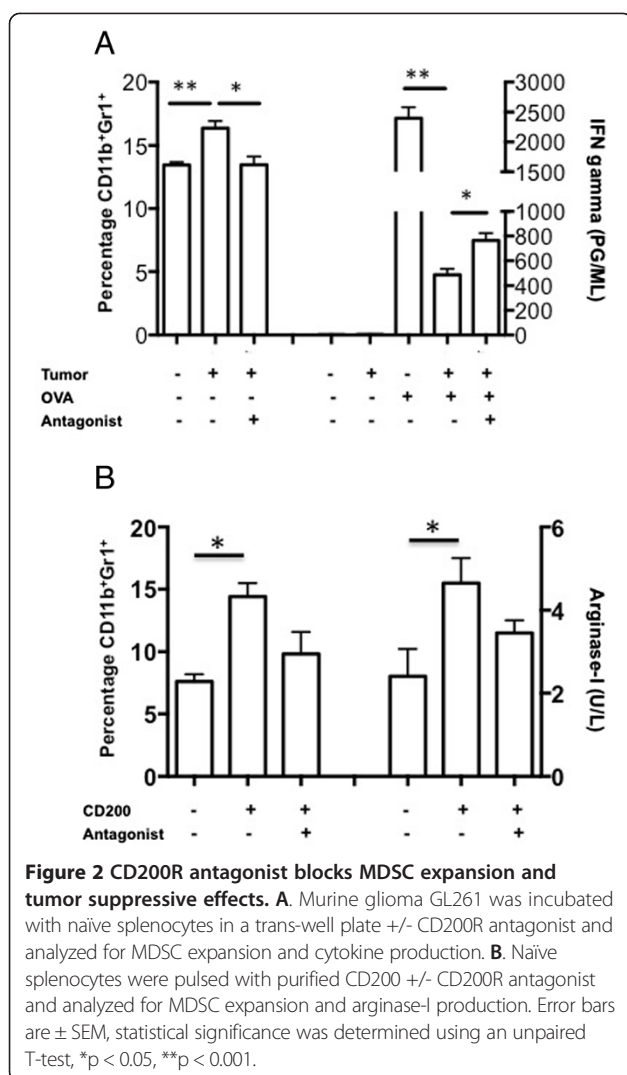 A
20
15
10
5
0
Percentage CD11b+Gr1+
** * ** *
3000
2500
2000
1500
1000
800
600
400
200
0
IFN gamma (PG/ML)
Tumor - + + - + - + +
OVA - - - - - + + +
Antagonist - - + - - - - +
B
20
15
10
5
0
Percentage CD11b+Gr1+
* *
6
4
2
0
Arginase-I (U/L)
CD200 - + + - + +
Antagonist - - + - - +
Figure 2 CD200R antagonist blocks MDSC expansion and
tumor suppressive effects. A. Murine glioma GL261 was incubated
with naïve splenocytes in a trans-well plate +/- CD200R antagonist and
analyzed for MDSC expansion and cytokine production. B. Naïve
splenocytes were pulsed with purified CD200 +/- CD200R antagonist
and analyzed for MDSC expansion and arginase-I production. Error bars
are ± SEM, statistical significance was determined using an unpaired
T-test, *p < 0.05, **p < 0.001.